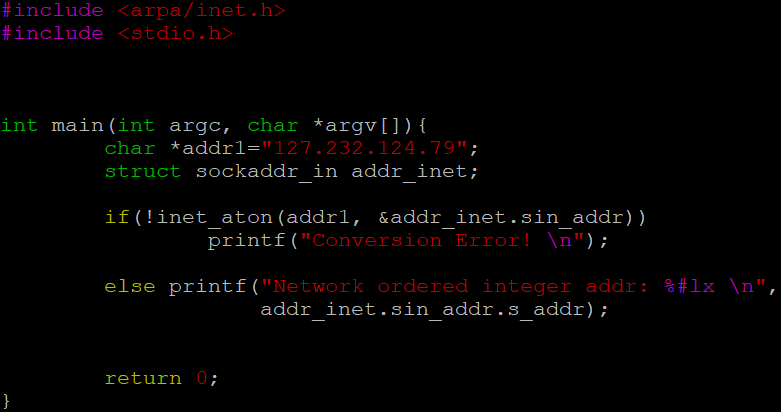 #include <arpa/inet.h>
#include <stdio.h>
int main(int argc, char *argv[]){
char *addr1="127.232.124.79";
struct sockaddr_in addr_inet;
if(!inet_aton(addr1, &addr_inet.sin_addr))
printf("Conversion Error! \n");
else printf("Network ordered integer addr: %#lx \n",
addr_inet.sin_addr.s_addr);
return 0;
}